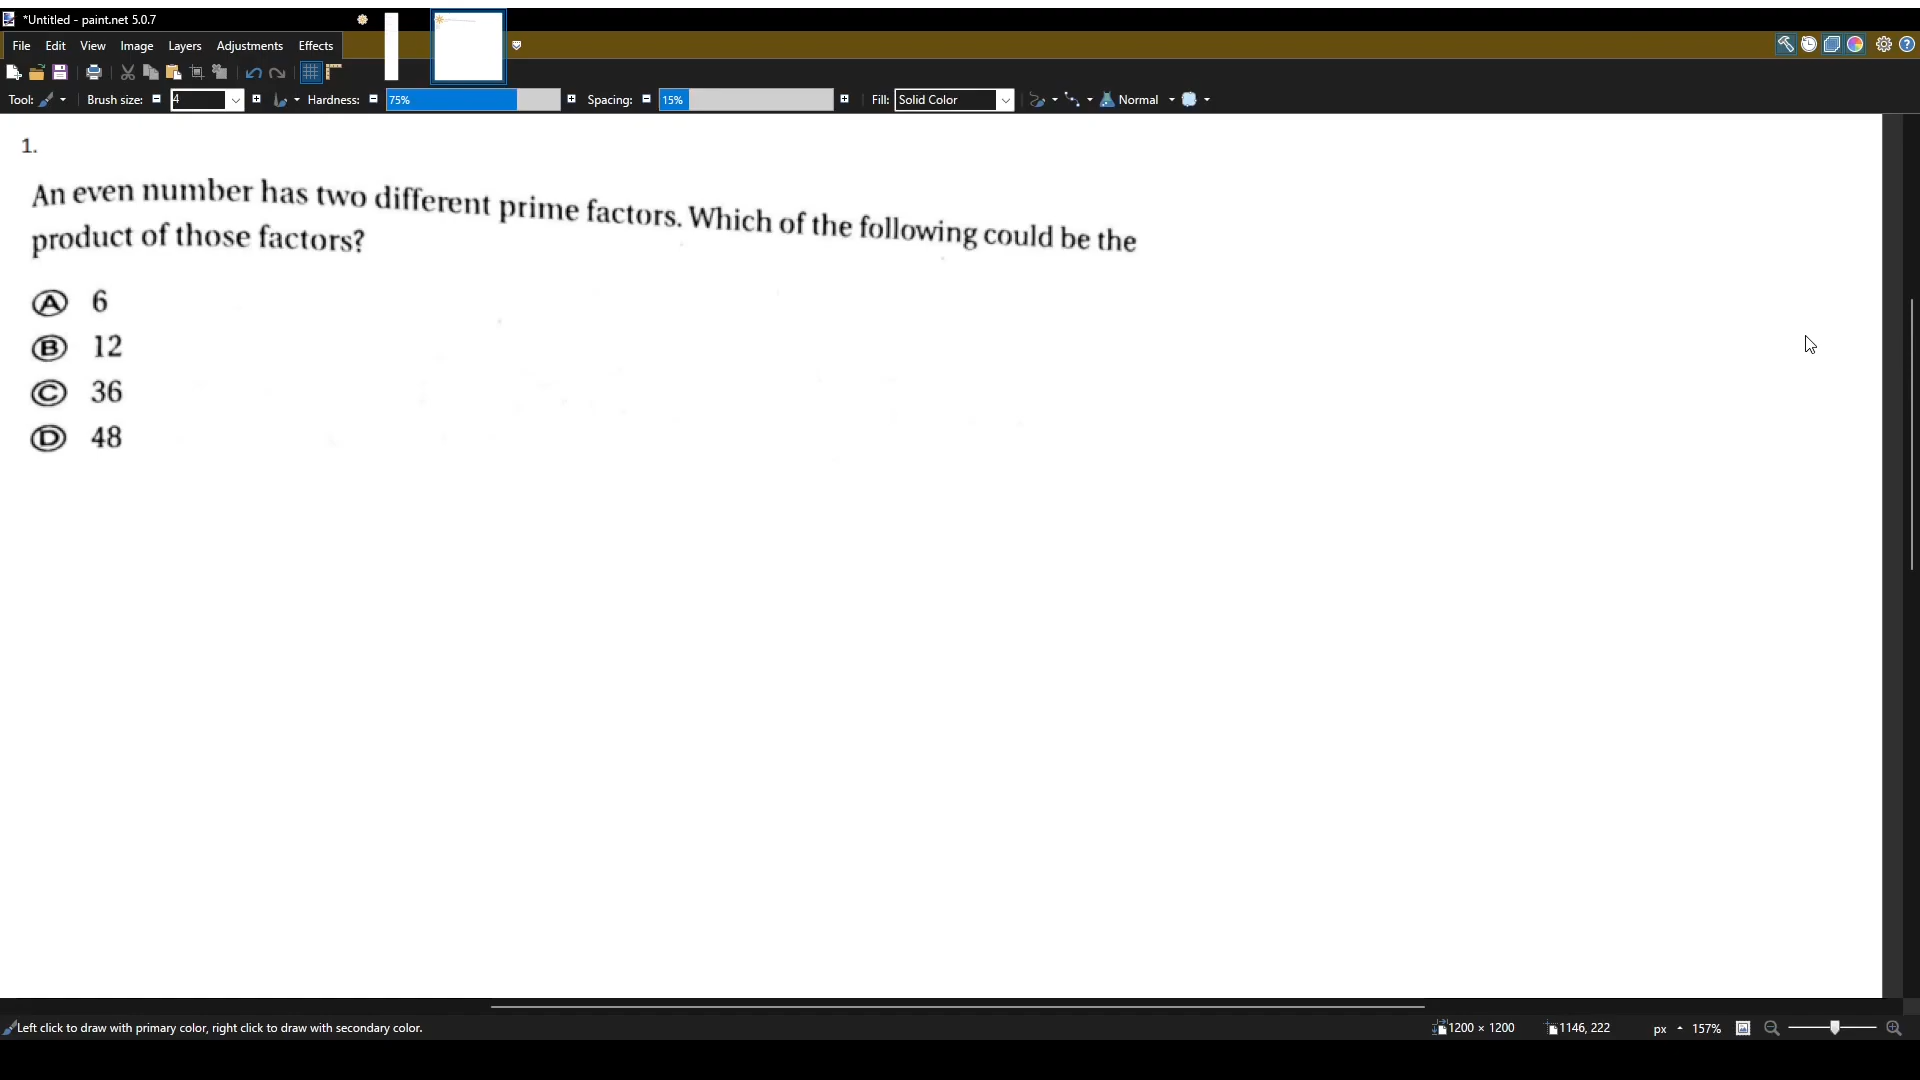 *Untitled - paint.net 5.0.7
File Edit View Image Layers Adjustments Effects
Tool: Brush size: 4 Hardness: 75% Spacing: 15% Fill: Solid Color Normal
1.
An even number has two different prime factors. Which of the following could be the
product of those factors?
A 6
B 12
C 36
D 48
Left click to draw with primary color, right click to draw with secondary color. 1200 × 1200 1146, 222 px 157%